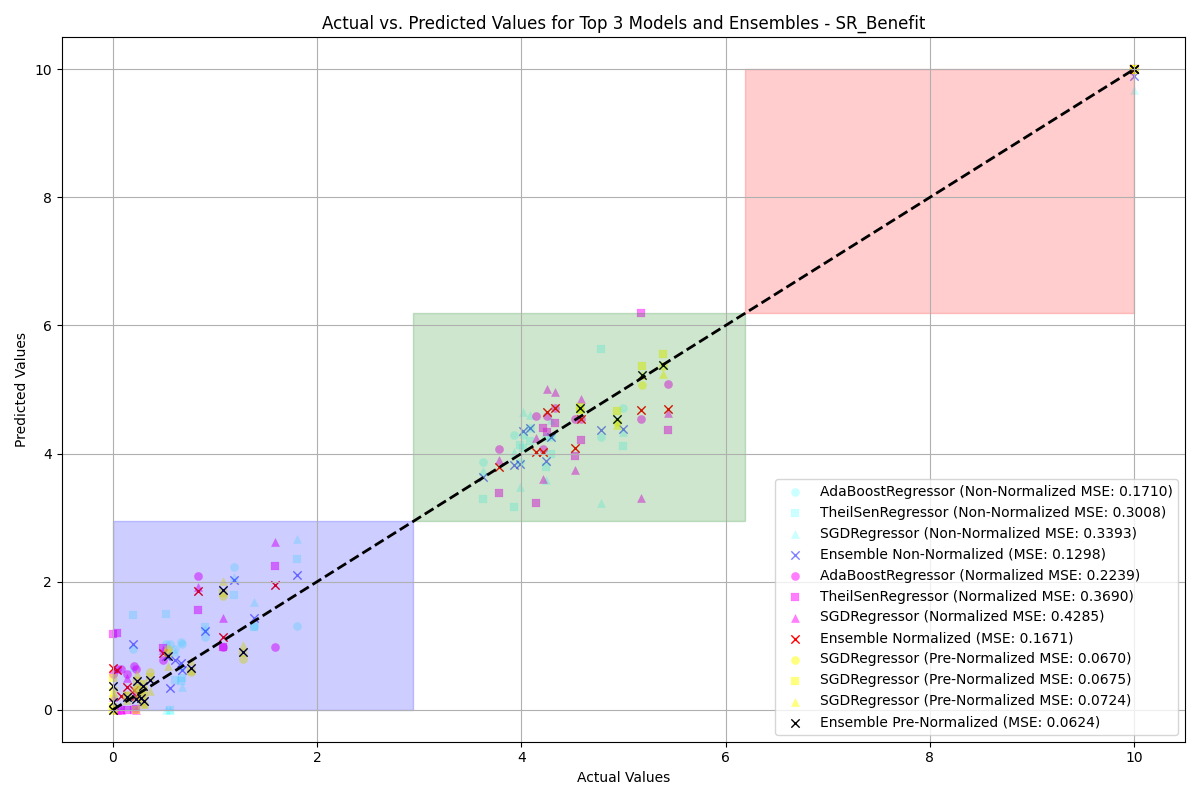 Actual vs. Predicted Values for Top 3 Models and Ensembles - SR_Benefit
Predicted Values
10
8
6
4
2
0
AdaBoostRegressor (Non-Normalized MSE: 0.1710)
TheilSenRegressor (Non-Normalized MSE: 0.3008)
SGDRegressor (Non-Normalized MSE: 0.3393)
Ensemble Non-Normalized (MSE: 0.1298)
AdaBoostRegressor (Normalized MSE: 0.2239)
TheilSenRegressor (Normalized MSE: 0.3690)
SGDRegressor (Normalized MSE: 0.4285)
Ensemble Normalized (MSE: 0.1671)
SGDRegressor (Pre-Normalized MSE: 0.0670)
SGDRegressor (Pre-Normalized MSE: 0.0675)
SGDRegressor (Pre-Normalized MSE: 0.0724)
Ensemble Pre-Normalized (MSE: 0.0624)
0 2 4 6 8 10
Actual Values